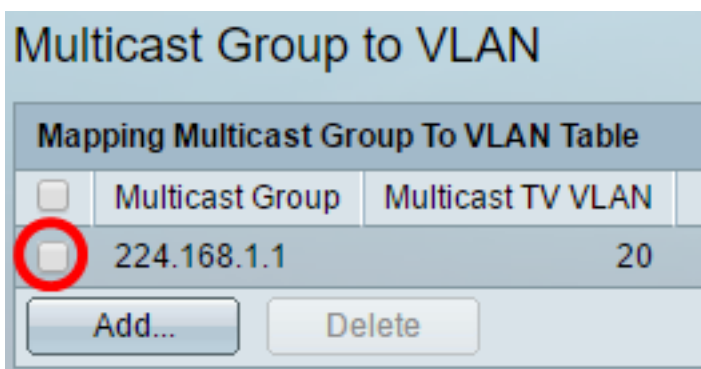 Multicast Group to VLAN
Mapping Multicast Group To VLAN Table
Multicast Group Multicast TV VLAN
224.168.1.1 20
Add... Delete